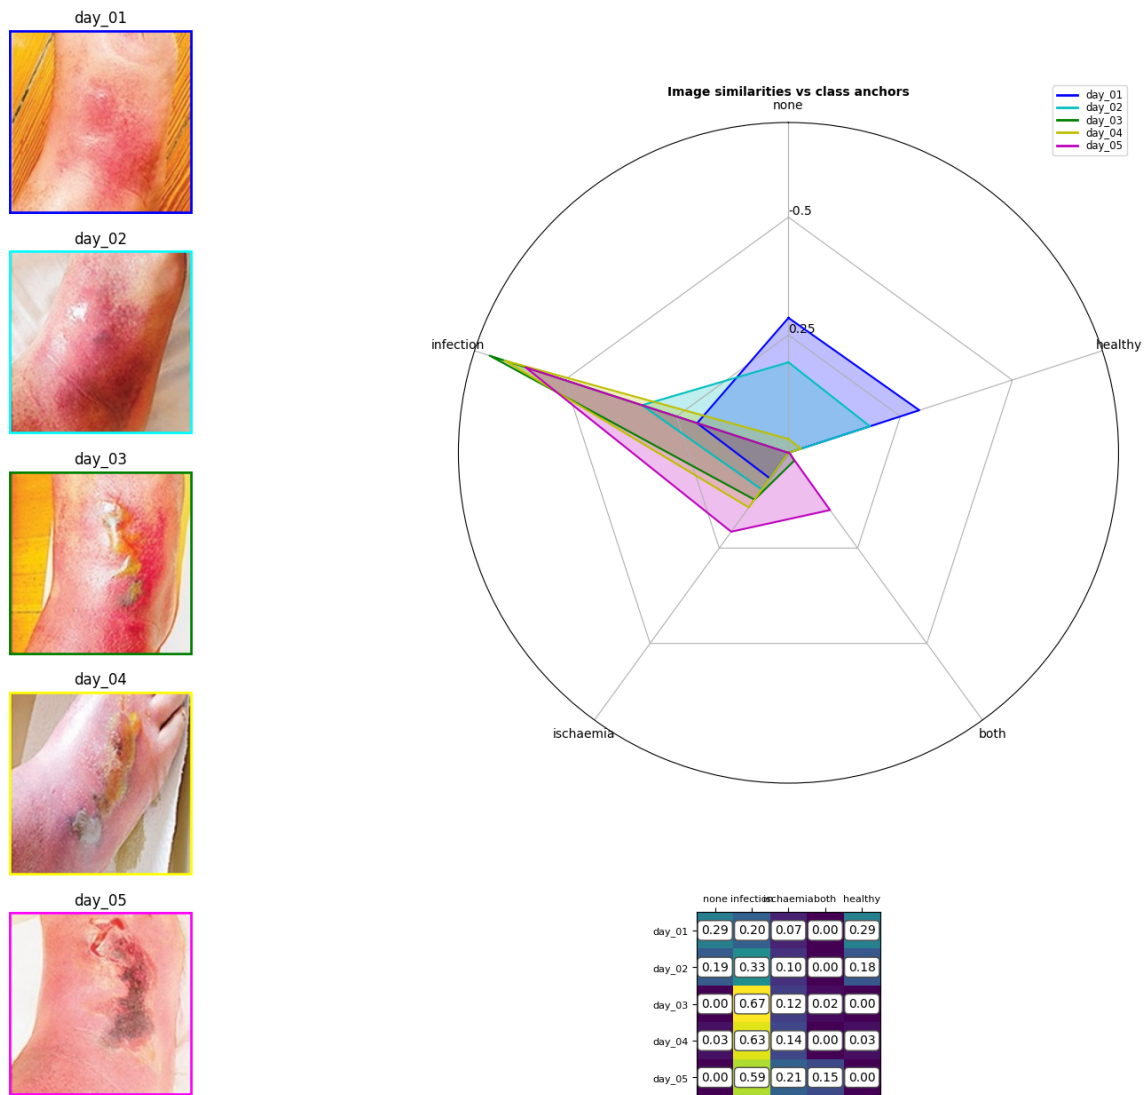 day_01
day_02
day_03
day_04
day_05
Image similarities vs class anchors
none
healthy
both
ischaemia
infection
-0.5
0.25
day_01
day_02
day_03
day_04
day_05
none infection ischaemia both healthy
day_01 0.29 0.20 0.07 0.00 0.29
day_02 0.19 0.33 0.10 0.00 0.18
day_03 0.00 0.67 0.12 0.02 0.00
day_04 0.03 0.63 0.14 0.00 0.03
day_05 0.00 0.59 0.21 0.15 0.00